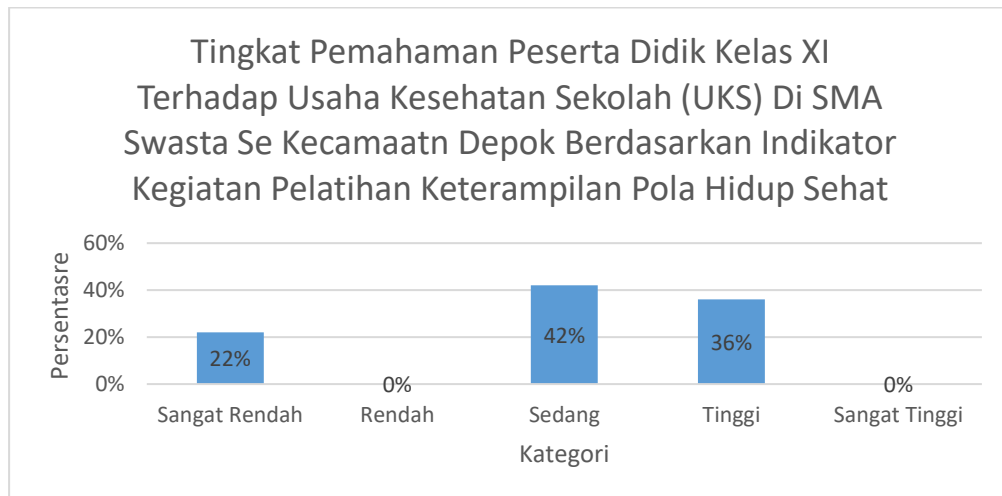 Tingkat Pemahaman Peserta Didik Kelas XI
Terhadap Usaha Kesehatan Sekolah (UKS) Di SMA
Swasta Se Kecamaatn Depok Berdasarkan Indikator
Kegiatan Pelatihan Keterampilan Pola Hidup Sehat
Persentasre
60%
40%
20%
0%
22%
0%
42%
36%
0%
Sangat Rendah
Rendah
Sedang
Tinggi
Sangat Tinggi
Kategori